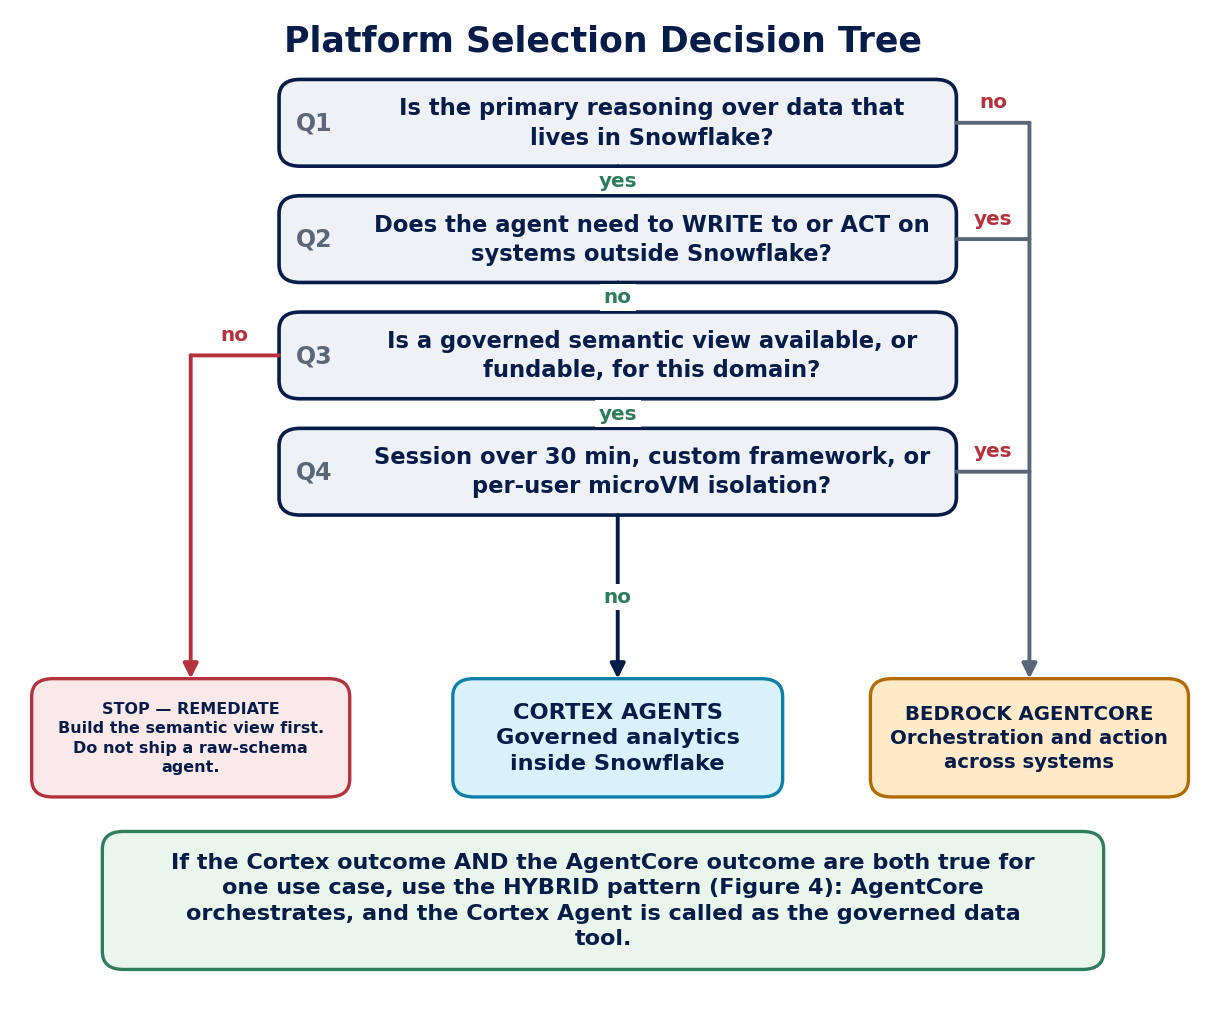 Platform Selection Decision Tree
Q1
Is the primary reasoning over data that
lives in Snowflake?
no
yes
Q2
Does the agent need to WRITE to or ACT on
systems outside Snowflake?
yes
no
Q3
Is a governed semantic view available, or
fundable, for this domain?
no
yes
Q4
Session over 30 min, custom framework, or
per-user microVM isolation?
yes
no
STOP — REMEDIATE
Build the semantic view first.
Do not ship a raw-schema
agent.
CORTEX AGENTS
Governed analytics
inside Snowflake
BEDROCK AGENTCORE
Orchestration and action
across systems
If the Cortex outcome AND the AgentCore outcome are both true for
one use case, use the HYBRID pattern (Figure 4): AgentCore
orchestrates, and the Cortex Agent is called as the governed data
tool.